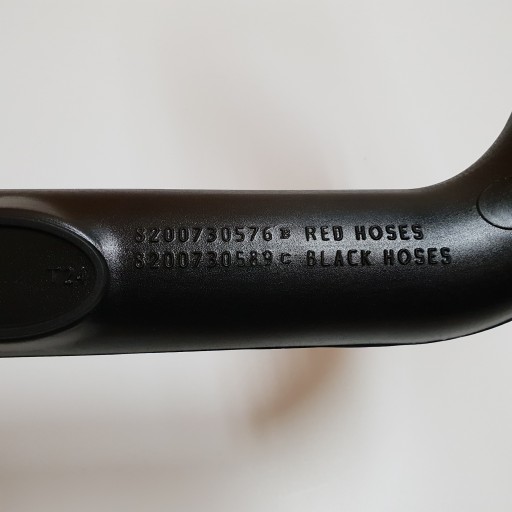 8200730576 B RED HOSES
8200730589 C BLACK HOSES